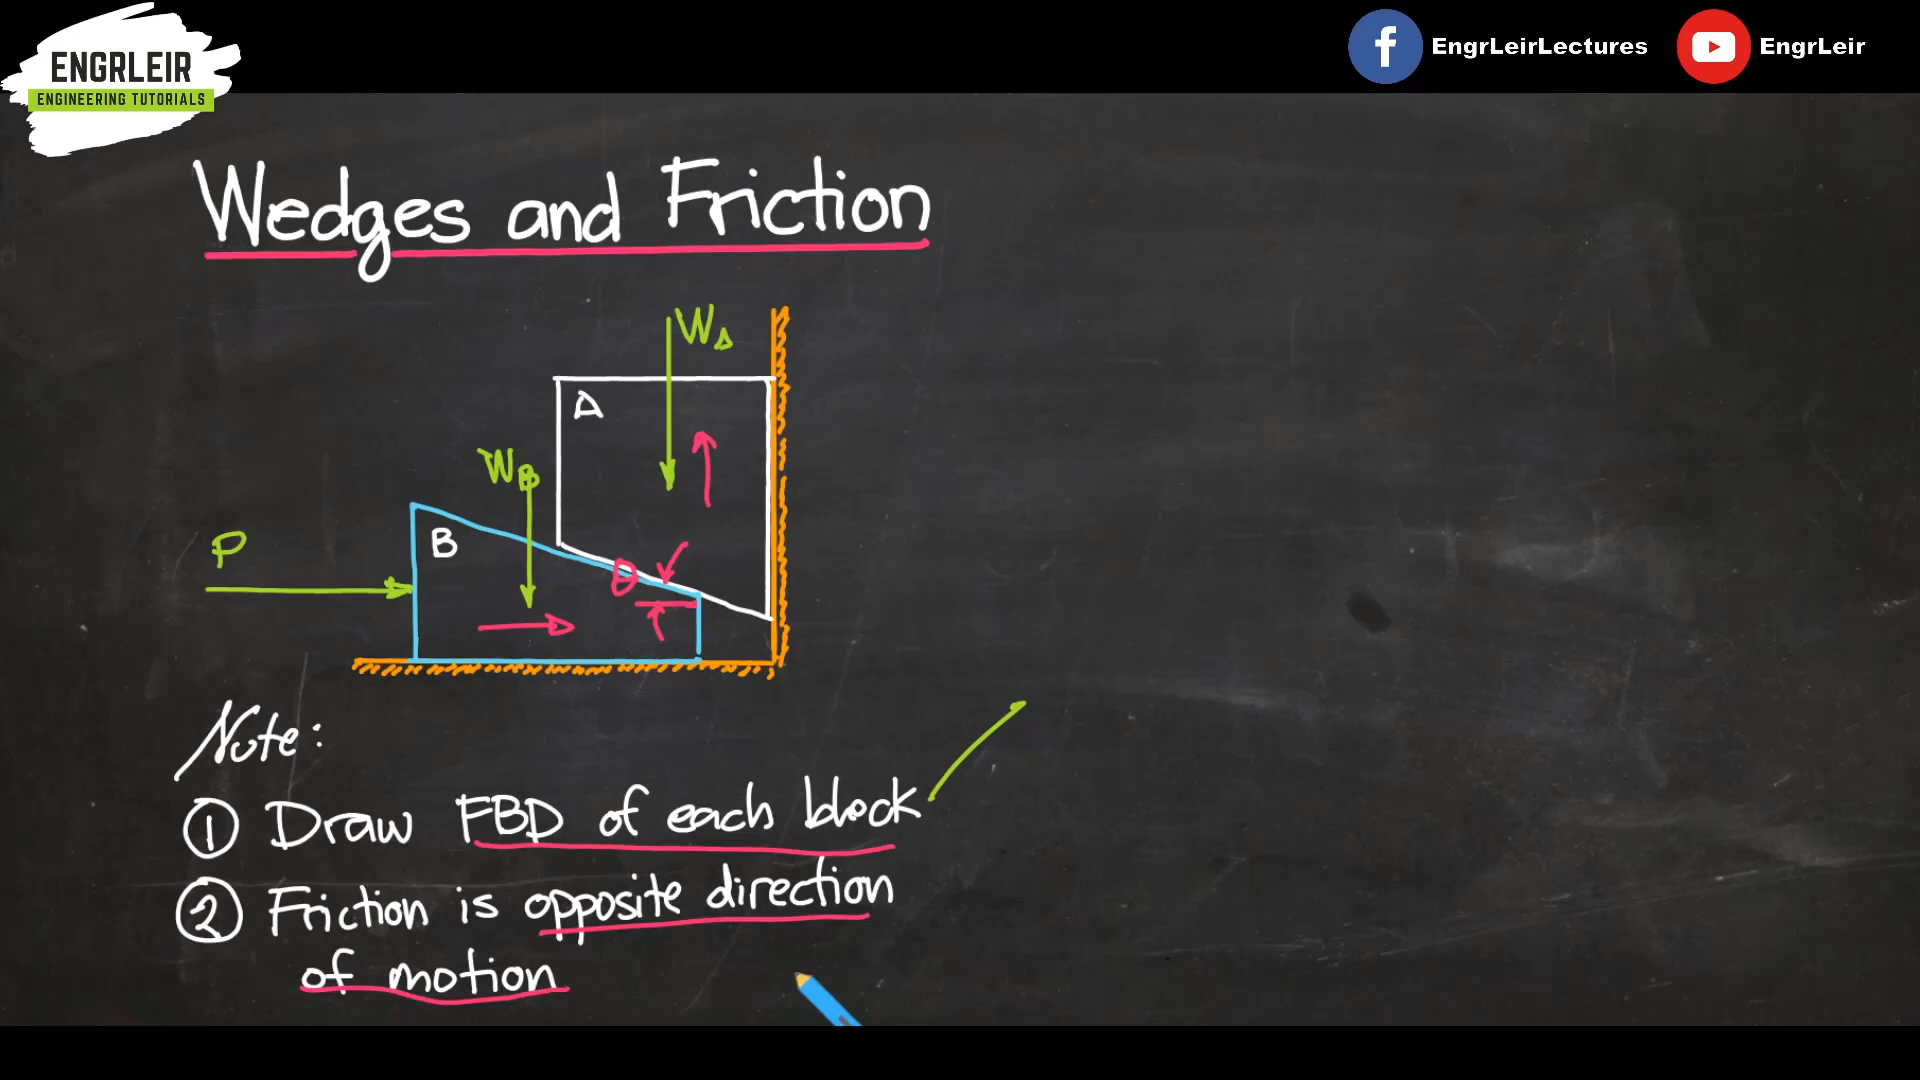 ENGRLEIR
ENGINEERING TUTORIALS
EngrLeirLectures
EngrLeir
Wedges and Friction
WA
A
WB
P
B
θ
Note:
① Draw FBD of each block
② Friction is opposite direction
of motion